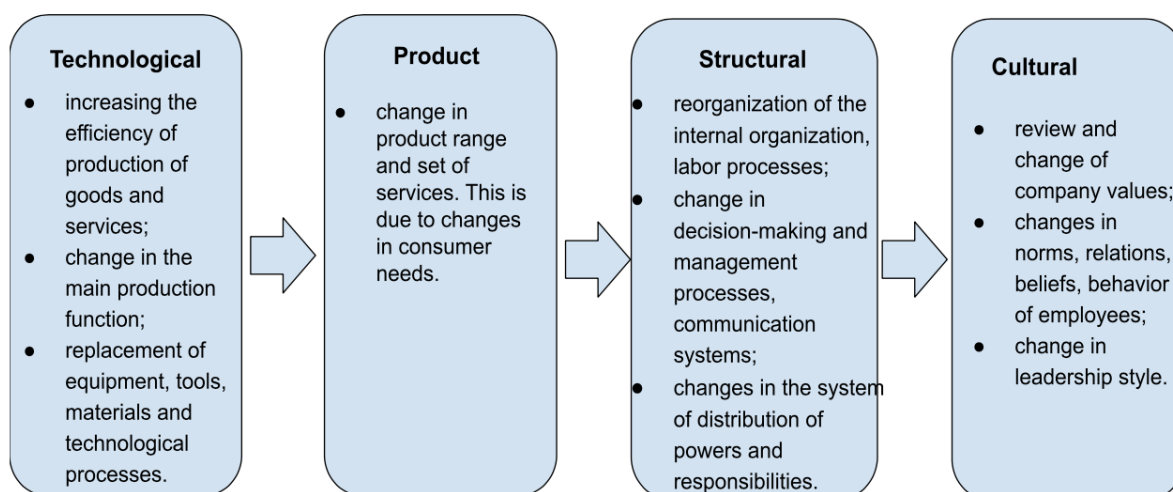 Technological
● increasing the
efficiency of
production of
goods and
services;
● change in the
main production
function;
● replacement of
equipment, tools,
materials and
technological
processes.
Product
● change in
product range
and set of
services. This is
due to changes
in consumer
needs.
Structural
● reorganization of the
internal organization,
labor processes;
● change in
decision-making and
management
processes,
communication
systems;
● changes in the system
of distribution of
powers and
responsibilities.
Cultural
● review and
change of
company values;
● changes in
norms, relations,
beliefs, behavior
of employees;
● change in
leadership style.